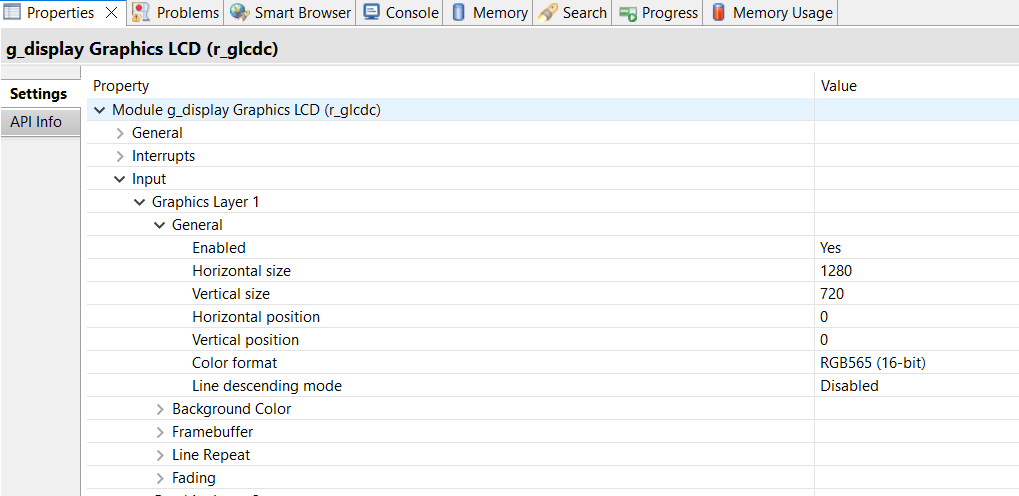 Properties Problems Smart Browser Console Memory Search Progress Memory Usage
g_display Graphics LCD (r_glcdc)
Settings
API Info
Property Value
Module g_display Graphics LCD (r_glcdc)
General
Interrupts
Input
Graphics Layer 1
General
Enabled Yes
Horizontal size 1280
Vertical size 720
Horizontal position 0
Vertical position 0
Color format RGB565 (16-bit)
Line descending mode Disabled
Background Color
Framebuffer
Line Repeat
Fading